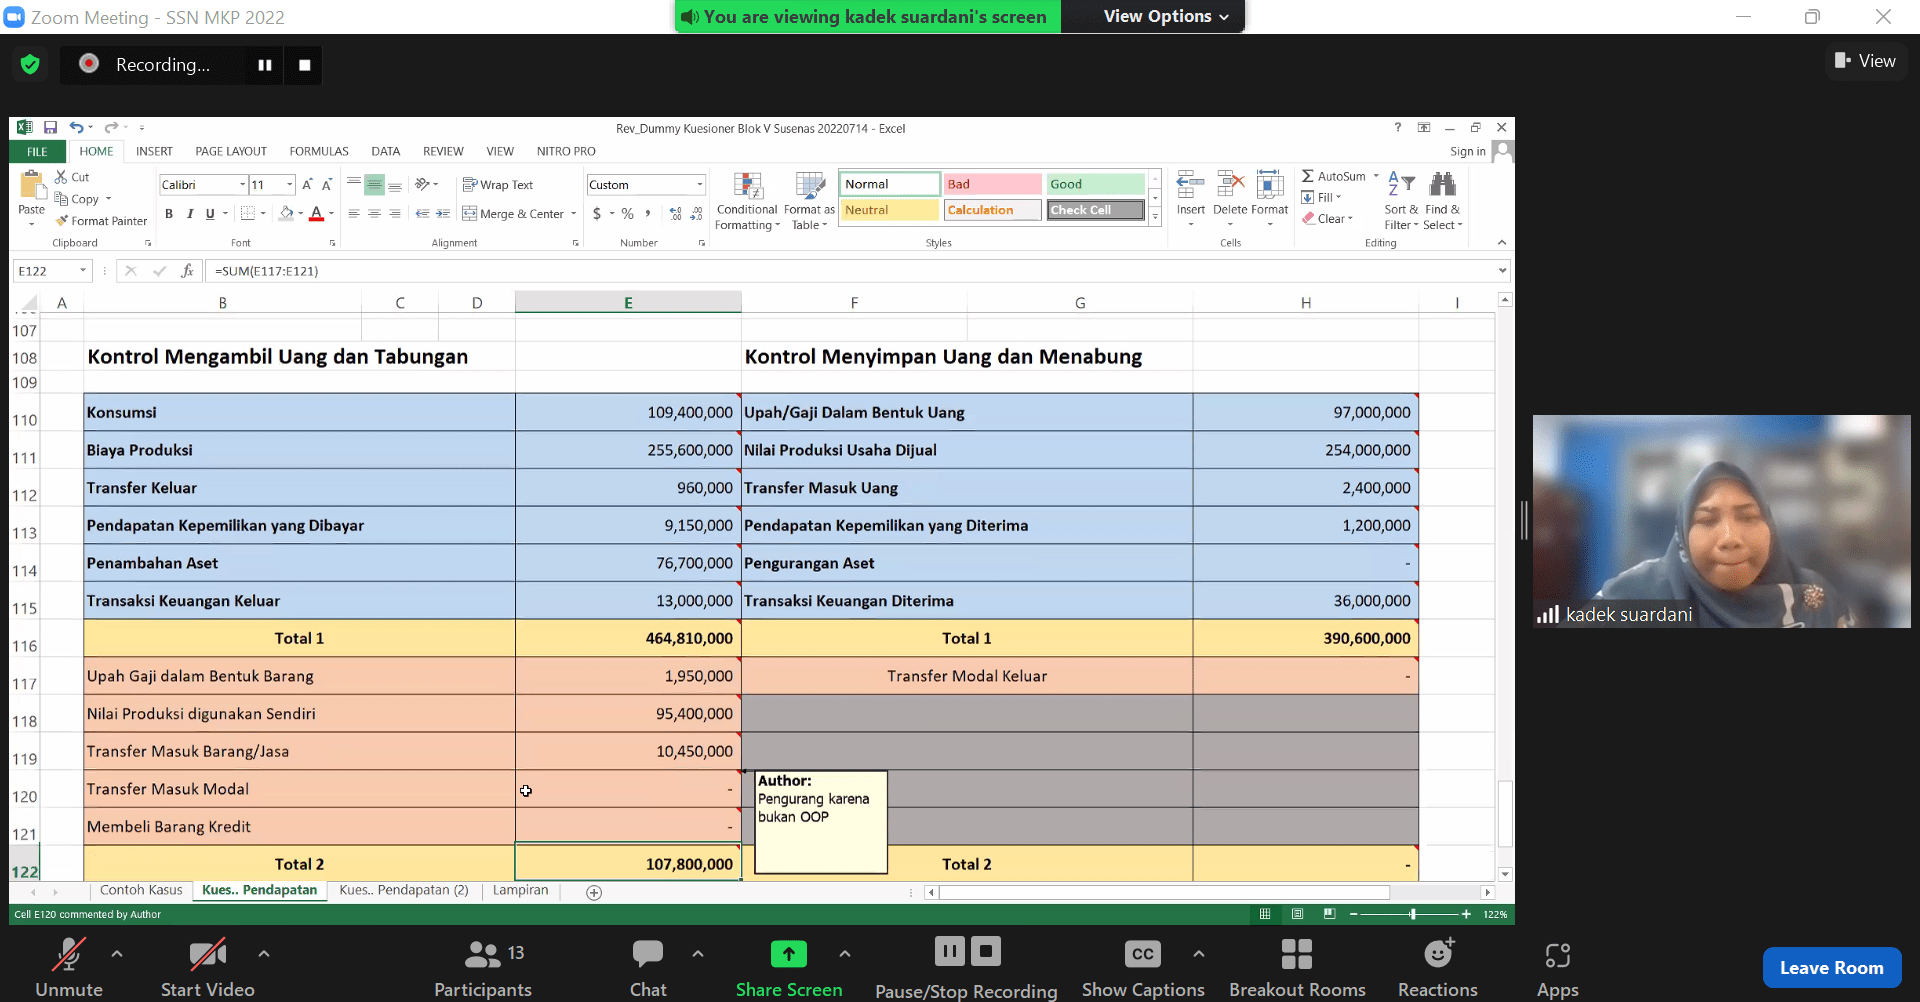 Zoom Meeting - SSN MKP 2022
You are viewing kadek suardani's screen
View Options
Recording...
View
Rev_Dummy Kuesioner Blok V Susenas 20220714 - Excel
FILE HOME INSERT PAGE LAYOUT FORMULAS DATA REVIEW VIEW NITRO PRO
Sign in
Paste
Cut
Copy
Format Painter
Clipboard
Calibri 11
B I U
Font
Wrap Text
Merge & Center
Alignment
Custom
$ % ,
Number
Conditional Formatting
Format as Table
Normal Bad Good
Neutral Calculation Check Cell
Styles
Insert Delete Format
Cells
AutoSum
Fill
Clear
Sort & Filter
Find & Select
Editing
E122 fx =SUM(E117:E121)
A B C D E F G H I
107
108 Kontrol Mengambil Uang dan Tabungan Kontrol Menyimpan Uang dan Menabung
109
110 Konsumsi 109,400,000 Upah/Gaji Dalam Bentuk Uang 97,000,000
111 Biaya Produksi 255,600,000 Nilai Produksi Usaha Dijual 254,000,000
112 Transfer Keluar 960,000 Transfer Masuk Uang 2,400,000
113 Pendapatan Kepemilikan yang Dibayar 9,150,000 Pendapatan Kepemilikan yang Diterima 1,200,000
114 Penambahan Aset 76,700,000 Pengurangan Aset -
115 Transaksi Keuangan Keluar 13,000,000 Transaksi Keuangan Diterima 36,000,000
116 Total 1 464,810,000 Total 1 390,600,000
117 Upah Gaji dalam Bentuk Barang 1,950,000 Transfer Modal Keluar -
118 Nilai Produksi digunakan Sendiri 95,400,000
119 Transfer Masuk Barang/Jasa 10,450,000
120 Transfer Masuk Modal -
121 Membeli Barang Kredit -
122 Total 2 107,800,000 Total 2 -
Author:
Pengurang karena
bukan OOP
Contoh Kasus Kues.. Pendapatan Kues.. Pendapatan (2) Lampiran
Cell E120 commented by Author
122%
kadek suardani
Unmute
Start Video
13
Participants
Chat
Share Screen
Pause/Stop Recording
CC
Show Captions
Breakout Rooms
Reactions
Apps
Leave Room